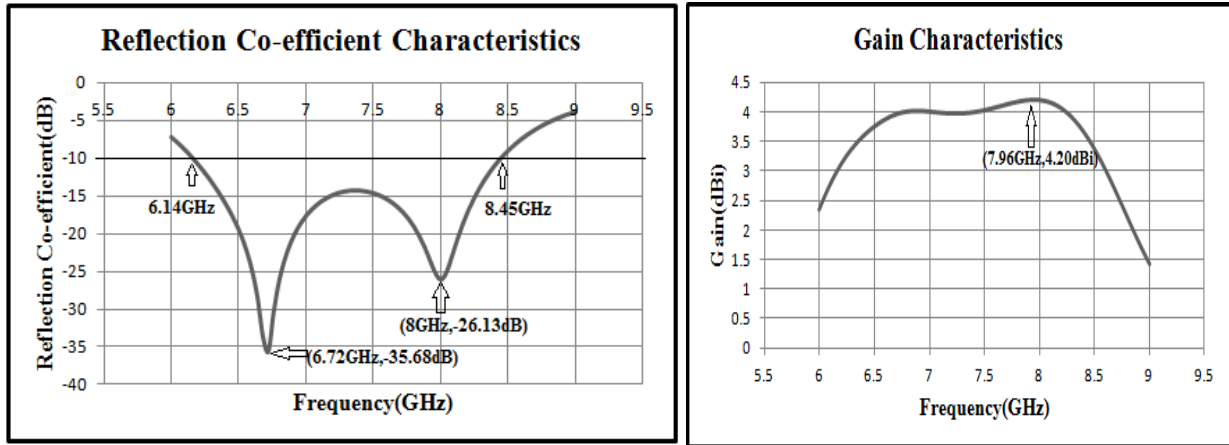 Reflection Co-efficient Characteristics
Reflection Co-efficient(dB)
0
-5
-10
-15
-20
-25
-30
-35
-40
5.5 6 6.5 7 7.5 8 8.5 9 9.5
6.14GHz
8.45GHz
(8GHz,-26.13dB)
(6.72GHz,-35.68dB)
Frequency(GHz)
Gain Characteristics
Gain(dBi)
4.5
4
3.5
3
2.5
2
1.5
1
0.5
0
(7.96GHz,4.20dBi)
5.5 6 6.5 7 7.5 8 8.5 9 9.5
Frequency(GHz)